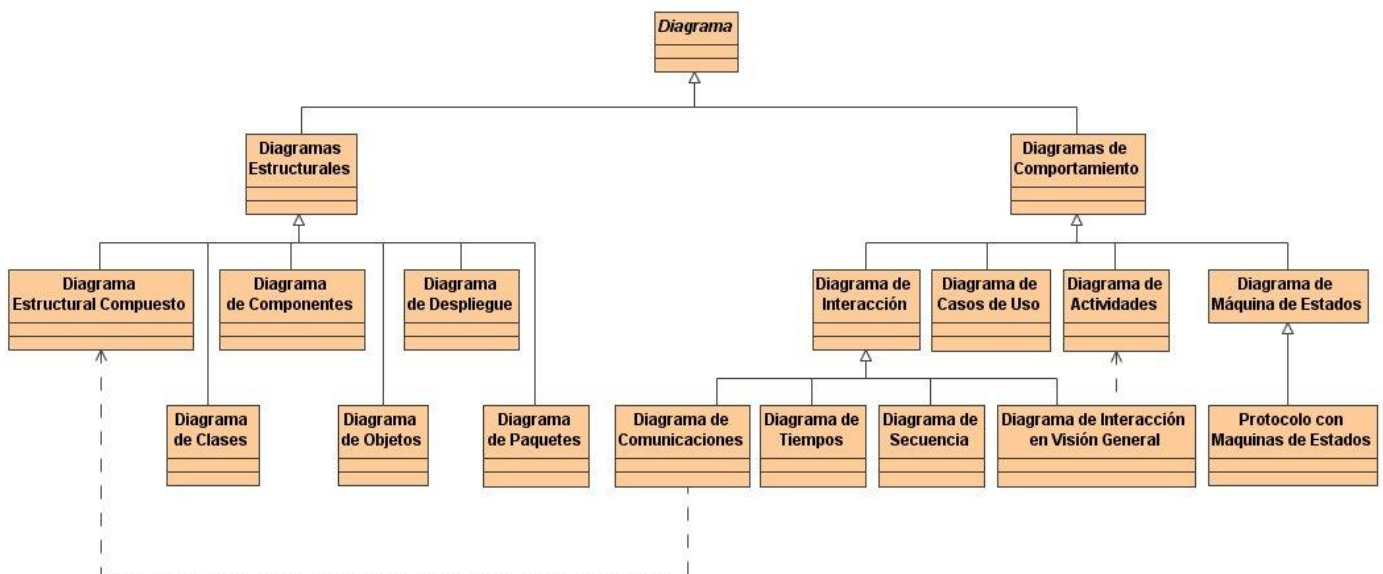 Diagrama
Diagramas
Estructurales
Diagramas de
Comportamiento
Diagrama
Estructural Compuesto
Diagrama
de Componentes
Diagrama
de Despliegue
Diagrama de
Interacción
Diagrama de
Casos de Uso
Diagrama de
Actividades
Diagrama de
Máquina de Estados
Diagrama
de Clases
Diagrama
de Objetos
Diagrama
de Paquetes
Diagrama de
Comunicaciones
Diagrama de
Tiempos
Diagrama de
Secuencia
Diagrama de Interacción
en Visión General
Protocolo con
Maquinas de Estados